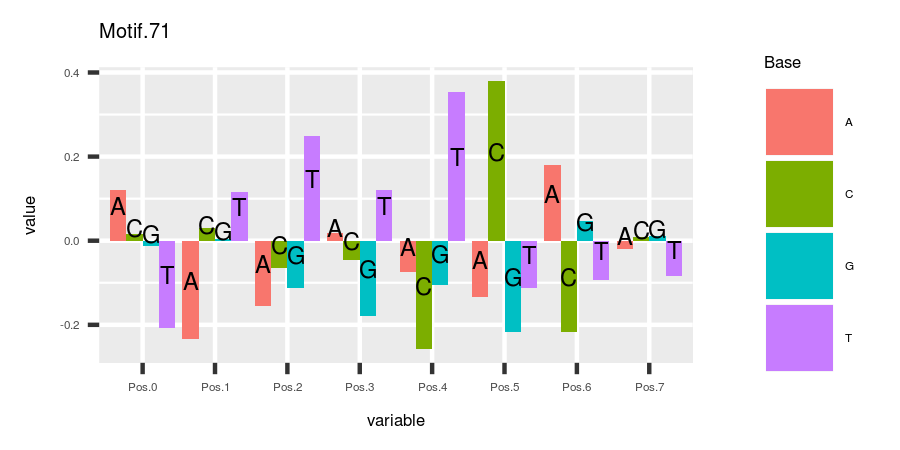 Motif.71
Base
0.4
0.2
0.0
-0.2
value
A C G T A C G T A C G T A C G T A C G T A C G T A C G T A C G T
Pos.0 Pos.1 Pos.2 Pos.3 Pos.4 Pos.5 Pos.6 Pos.7
variable
A
C
G
T